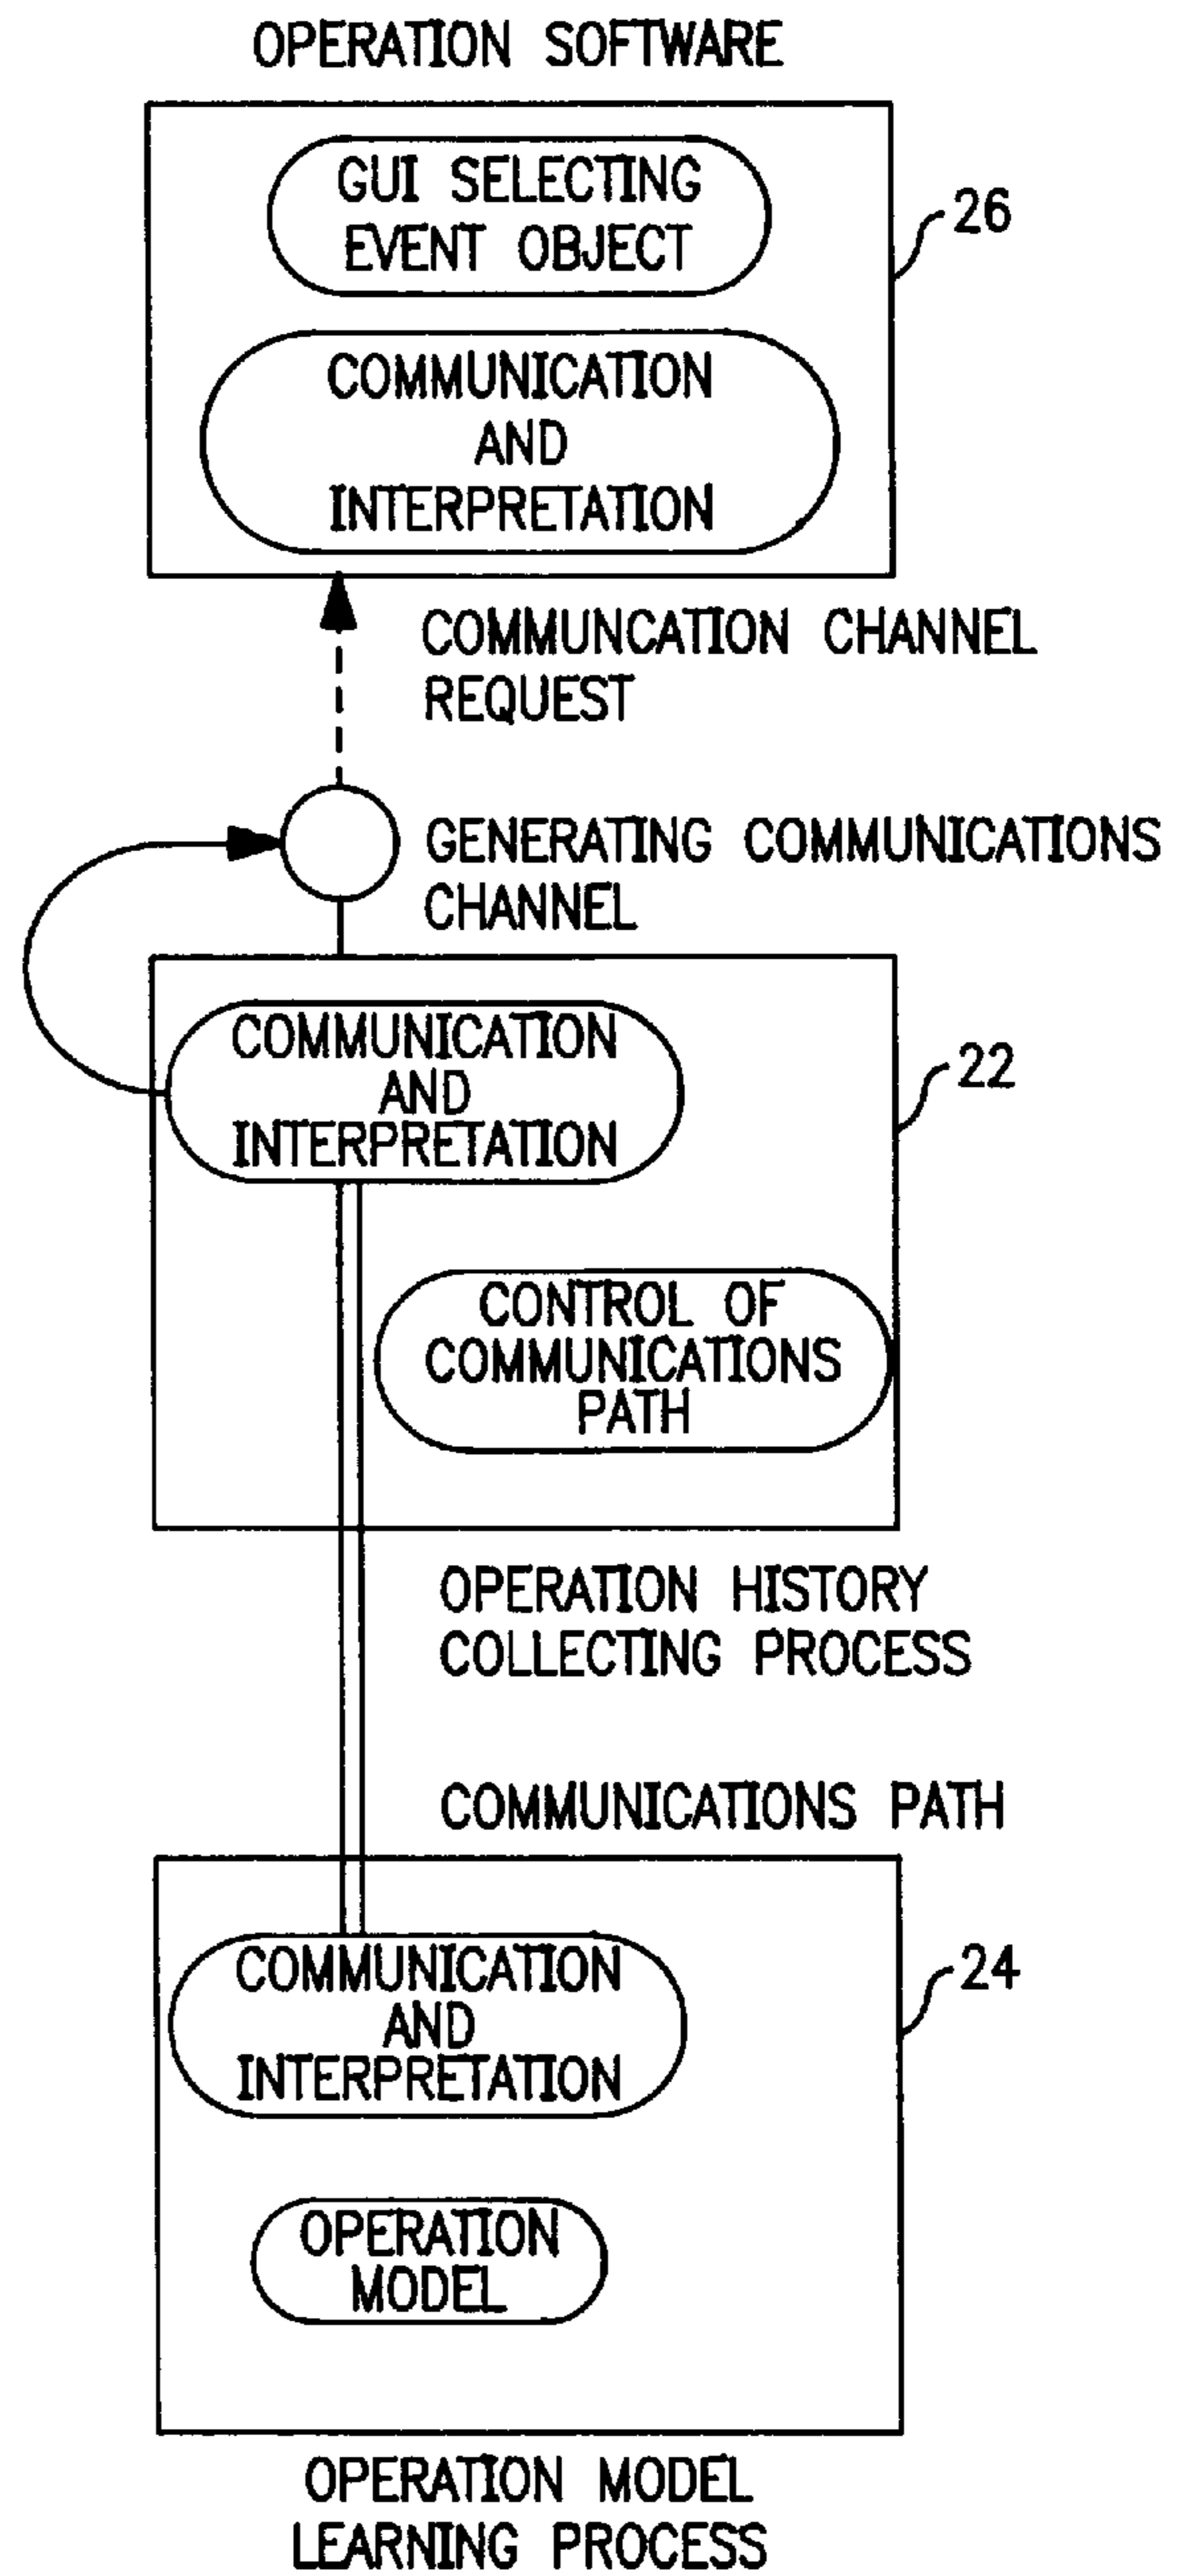 OPERATION SOFTWARE
GUI SELECTING
EVENT OBJECT
26
COMMUNICATION
AND
INTERPRETATION
COMMUNCATION CHANNEL
REQUEST
GENERATING COMMUNICATIONS
CHANNEL
COMMUNICATION
AND
INTERPRETATION
22
CONTROL OF
COMMUNICATIONS
PATH
OPERATION HISTORY
COLLECTING PROCESS
COMMUNICATIONS PATH
COMMUNICATION
AND
INTERPRETATION
24
OPERATION
MODEL
OPERATION MODEL
LEARNING PROCESS